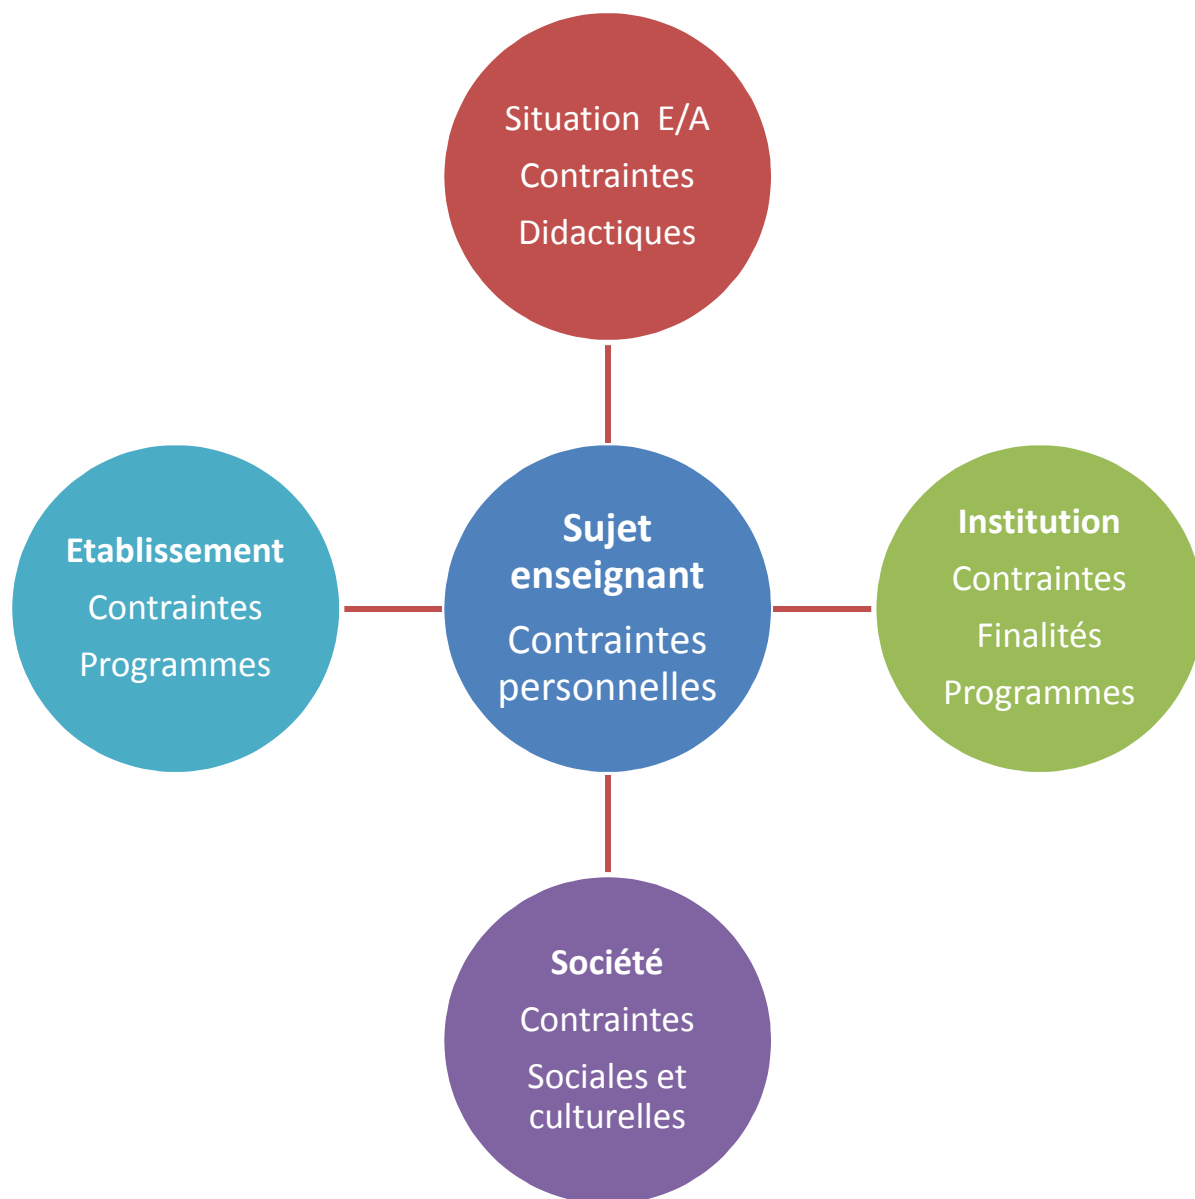 Situation  E/A
Contraintes
Didactiques
Etablissement
Contraintes
Programmes
Sujet
enseignant
Contraintes
personnelles
Institution
Contraintes
Finalités
Programmes
Société
Contraintes
Sociales et
culturelles